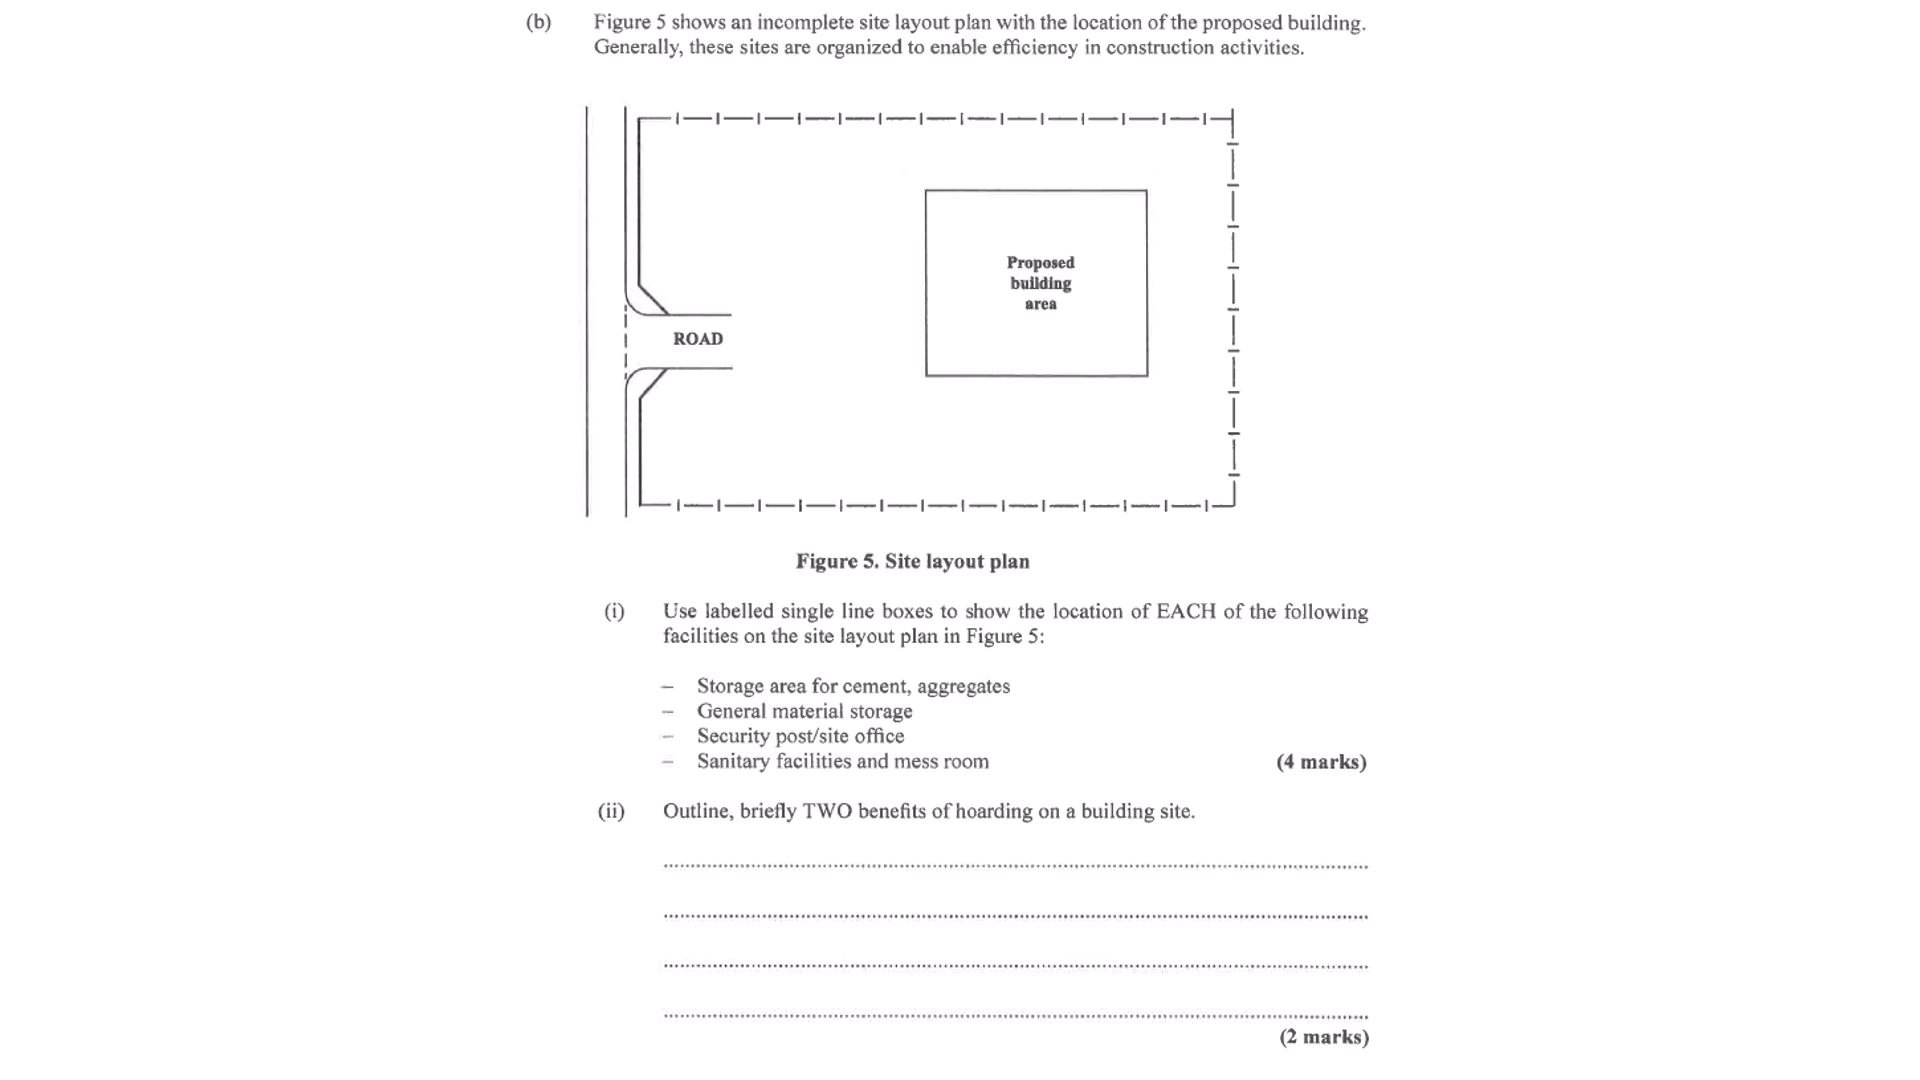 (b) Figure 5 shows an incomplete site layout plan with the location of the proposed building.
Generally, these sites are organized to enable efficiency in construction activities.
Proposed
building
area
ROAD
Figure 5. Site layout plan
(i) Use labelled single line boxes to show the location of EACH of the following
facilities on the site layout plan in Figure 5:
– Storage area for cement, aggregates
– General material storage
– Security post/site office
– Sanitary facilities and mess room (4 marks)
(ii) Outline, briefly TWO benefits of hoarding on a building site.
(2 marks)